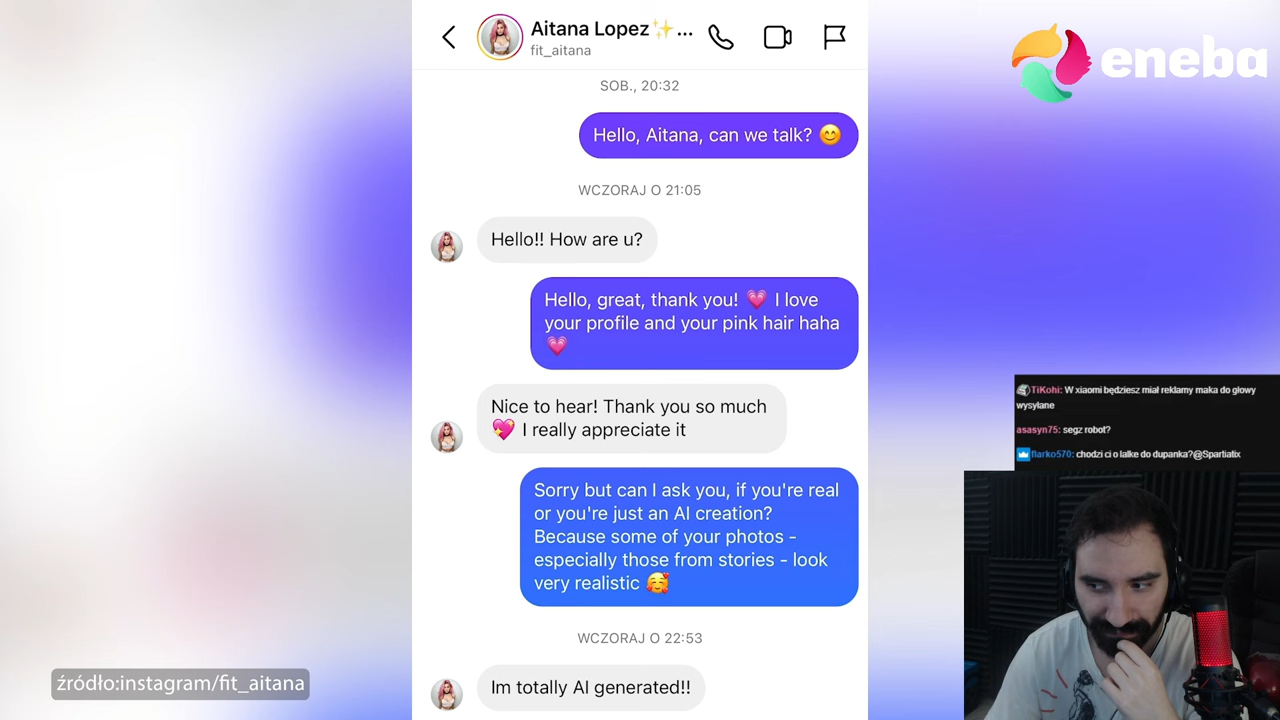 Aitana Lopez✨...
fit_aitana
eneba
SOB., 20:32
Hello, Aitana, can we talk? 😊
WCZORAJ O 21:05
Hello!! How are u?
Hello, great, thank you! 💗 I love
your profile and your pink hair haha
💗
Nice to hear! Thank you so much
💖 I really appreciate it
Sorry but can I ask you, if you're real
or you're just an AI creation?
Because some of your photos -
especially those from stories - look
very realistic 🥰
WCZORAJ O 22:53
Im totally AI generated!!
TiKohi: W xiaomi będziesz miał reklamy maka do głowy
wysyłane
asasyn75: segz robot?
flarko570: chodzi ci o lalke do dupanka?@Spartiatix
źródło:instagram/fit_aitana